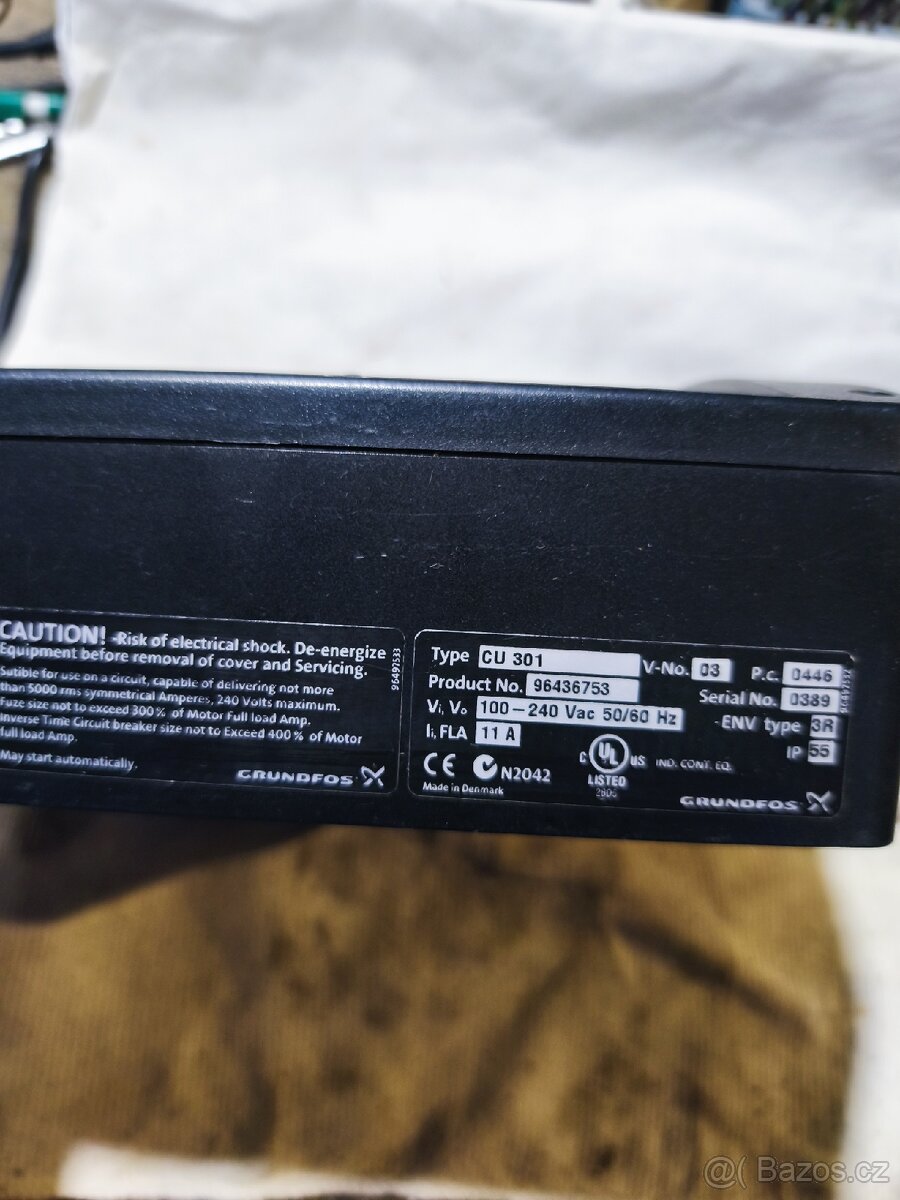 CAUTION! -Risk of electrical shock. De-energize
Equipment before removal of cover and Servicing.
Sutible for use on a circuit, capable of delivering not more
than 5000 rms symmetrical Amperes, 240 Volts maximum.
Fuze size not to exceed 300% of Motor Full load Amp.
Inverse Time Circuit breaker size not to Exceed 400% of Motor
full load Amp.
May start automatically.
96497533
GRUNDFOS
Type CU 301 V-No. 03 P.c. 0446
Product No. 96436753 Serial No. 0389
Vi, Vo 100-240 Vac 50/60 Hz ENV type 3R
Ii, FLA 11 A IP 55
CE N2042 C UL US IND. CONT. EQ.
LISTED
Made in Denmark
GRUNDFOS
@( Bazos.cz